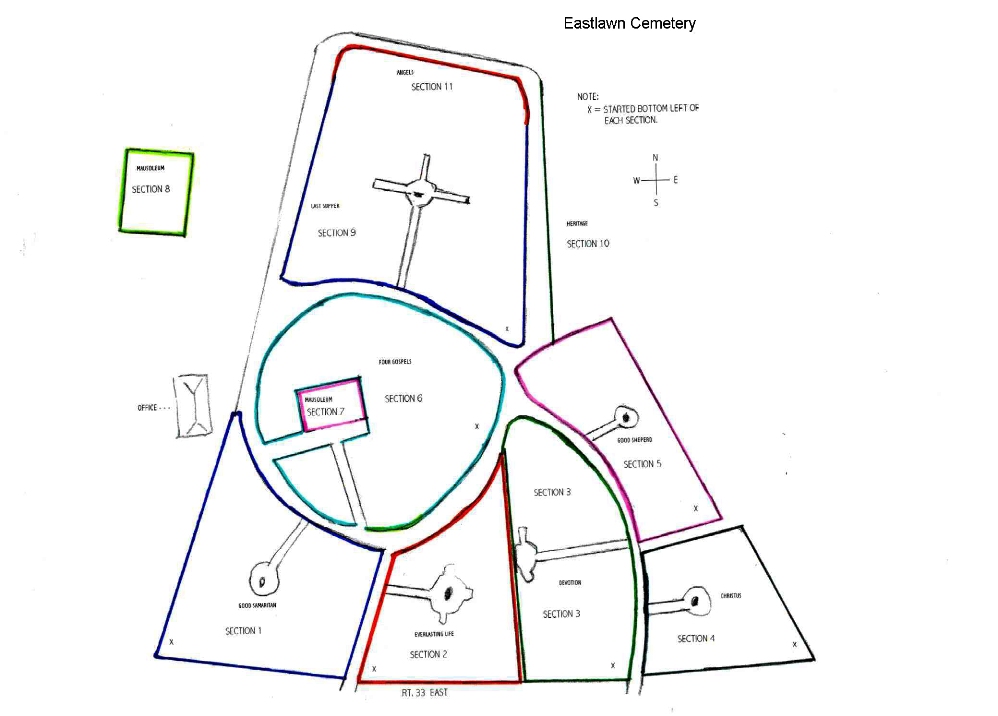 Eastlawn Cemetery
ANGELS
SECTION 11
NOTE:
X = STARTED BOTTOM LEFT OF
EACH SECTION.
N
W E
S
MAUSOLEUM
SECTION 8
LAST SUPPER
SECTION 9
HERITAGE
SECTION 10
X
FOUR GOSPELS
SECTION 6
MAUSOLEUM
SECTION 7
OFFICE ---
X
GOOD SHEPERD
SECTION 5
X
SECTION 3
DEVOTION
SECTION 3
X
CHRISTUS
SECTION 4
X
GOOD SAMARITAN
SECTION 1
X
EVERLASTING LIFE
SECTION 2
X
RT. 33 EAST